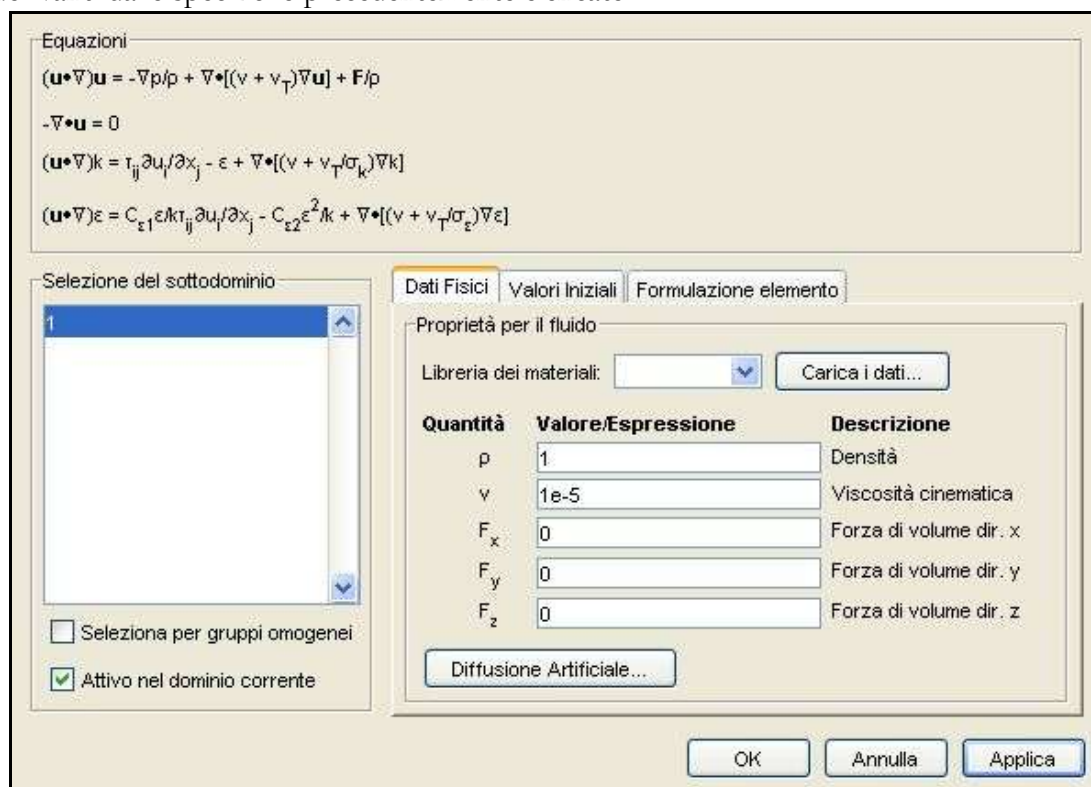 Equazioni
(u•∇)u = -∇p/ρ + ∇•[(ν + ν_T)∇u] + F/ρ
-∇•u = 0
(u•∇)k = τ_ij∂u_i/∂x_j - ε + ∇•[(ν + ν_T/σ_k)∇k]
(u•∇)ε = C_ε1ε/kτ_ij∂u_i/∂x_j - C_ε2ε²/k + ∇•[(ν + ν_T/σ_ε)∇ε]
Selezione del sottodominio
1
Seleziona per gruppi omogenei
Attivo nel dominio corrente
Dati Fisici Valori Iniziali Formulazione elemento
Proprietà per il fluido
Libreria dei materiali: Carica i dati...
Quantità Valore/Espressione Descrizione
ρ 1 Densità
ν 1e-5 Viscosità cinematica
F_x 0 Forza di volume dir. x
F_y 0 Forza di volume dir. y
F_z 0 Forza di volume dir. z
Diffusione Artificiale...
OK Annulla Applica